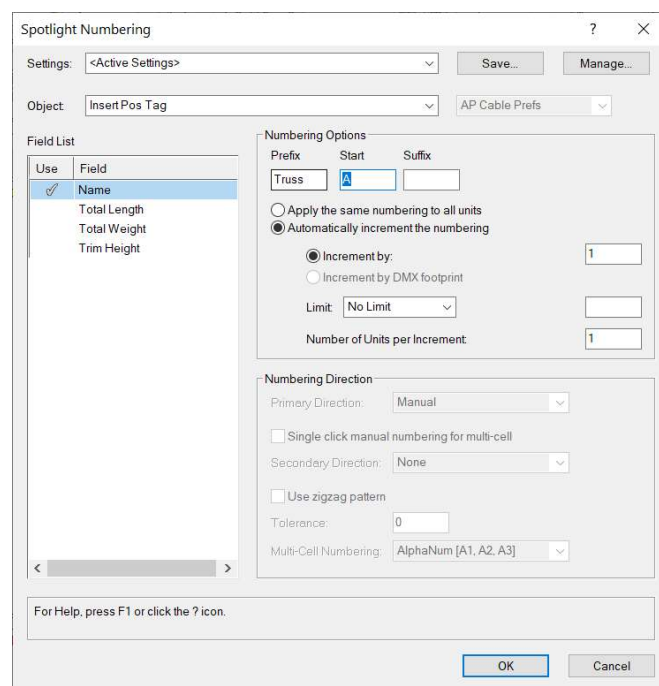 Spotlight Numbering ? ×
Settings: <Active Settings> Save... Manage...
Object: Insert Pos Tag AP Cable Prefs
Field List
Use Field
Name
Total Length
Total Weight
Trim Height
Numbering Options
Prefix Start Suffix
Truss A
Apply the same numbering to all units
Automatically increment the numbering
Increment by: 1
Increment by DMX footprint
Limit: No Limit
Number of Units per Increment: 1
Numbering Direction
Primary Direction: Manual
Single click manual numbering for multi-cell
Secondary Direction: None
Use zigzag pattern
Tolerance: 0
Multi-Cell Numbering: AlphaNum [A1, A2, A3]
For Help, press F1 or click the ? icon.
OK Cancel